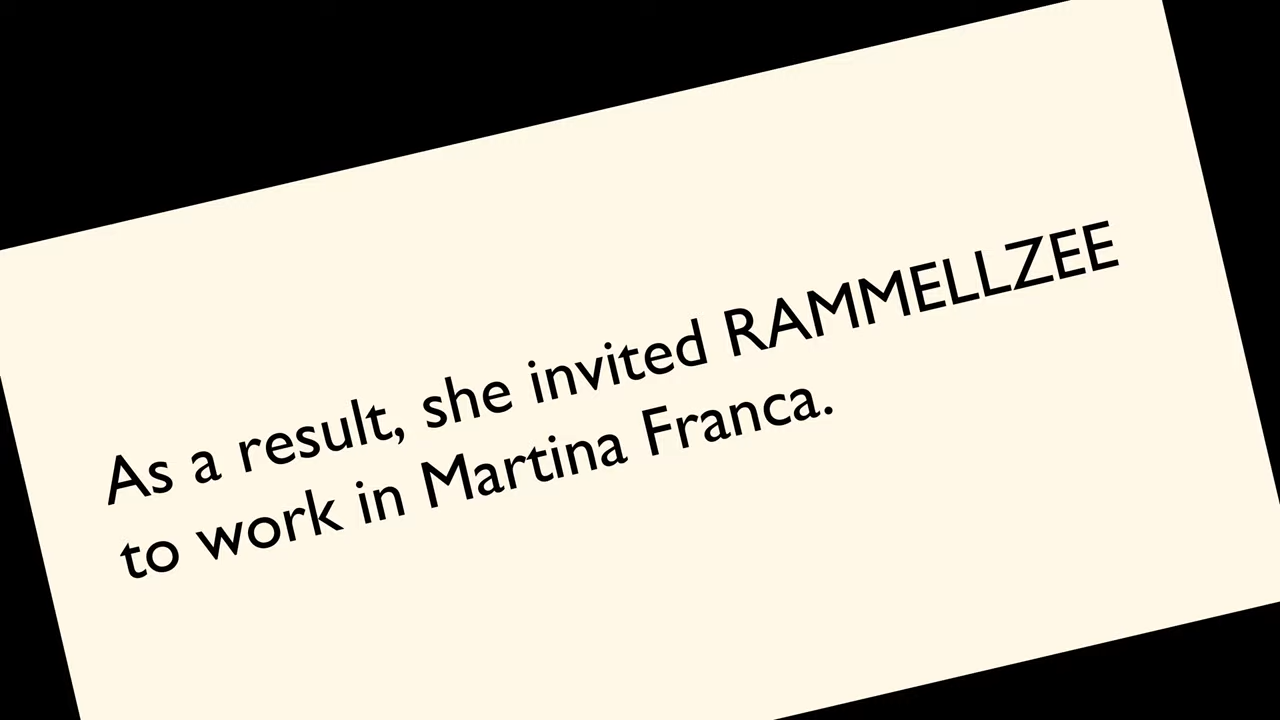 As a result, she invited RAMMELLZEE
to work in Martina Franca.